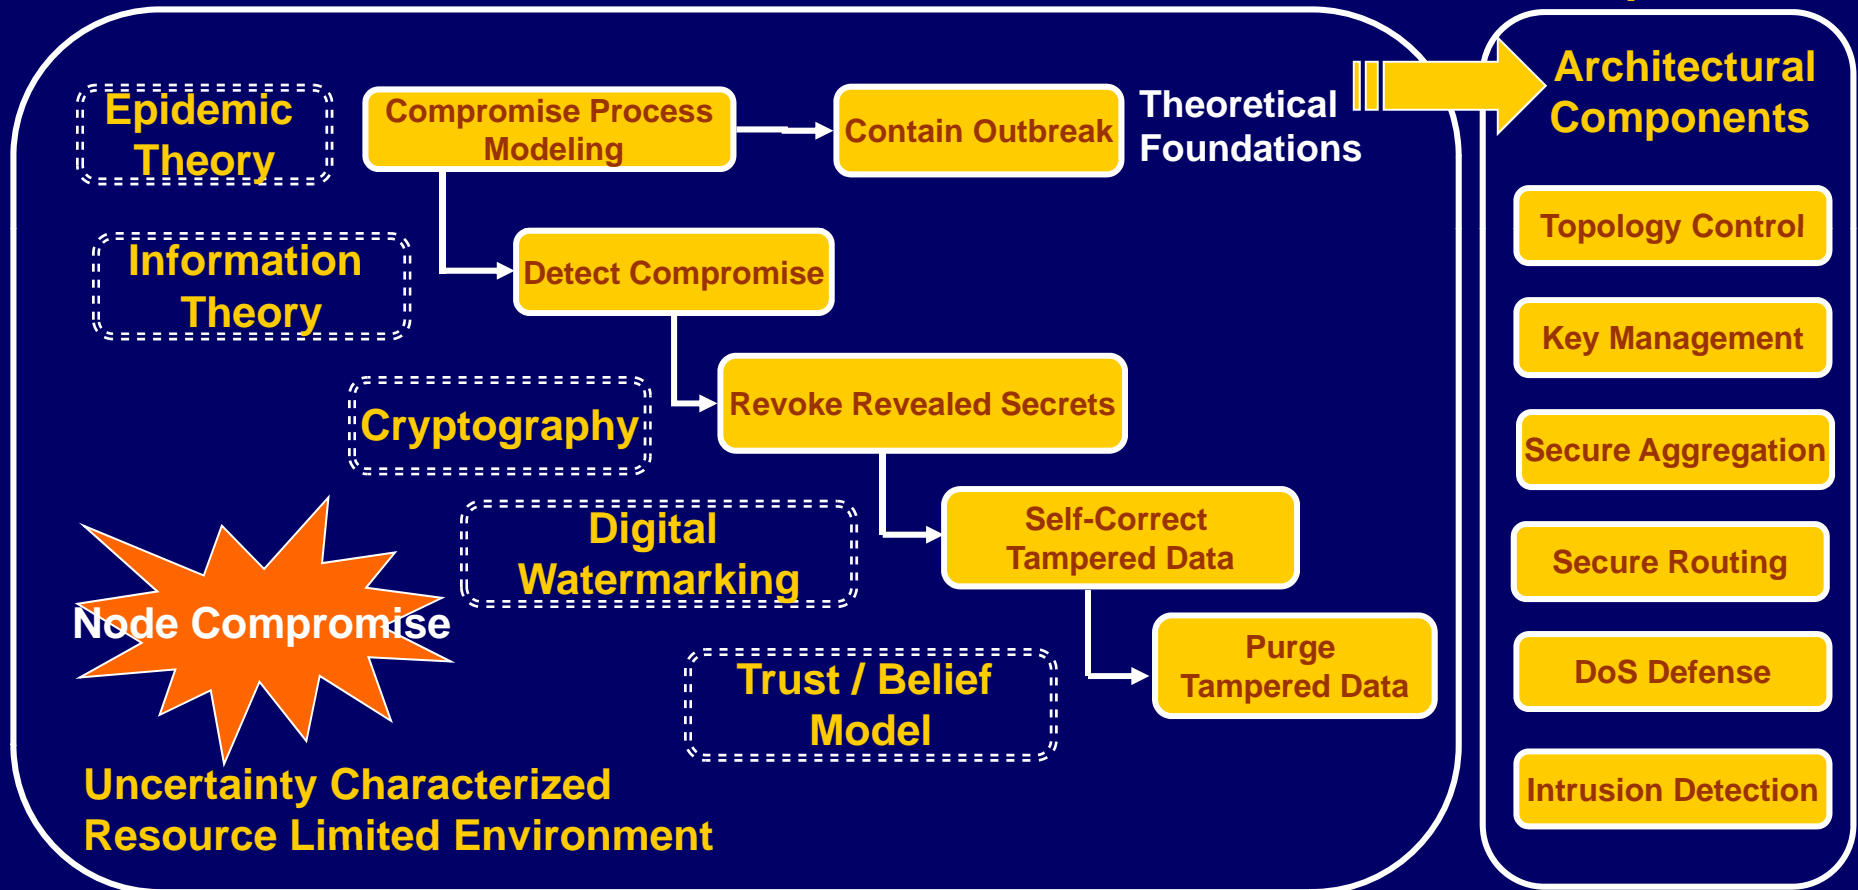 Epidemic
Theory
Compromise Process
Modeling
Contain Outbreak
Theoretical
Foundations
Information
Theory
Detect Compromise
Cryptography
Revoke Revealed Secrets
Digital
Watermarking
Self-Correct
Tampered Data
Node Compromise
Trust / Belief
Model
Purge
Tampered Data
Uncertainty Characterized
Resource Limited Environment
Architectural
Components
Topology Control
Key Management
Secure Aggregation
Secure Routing
DoS Defense
Intrusion Detection